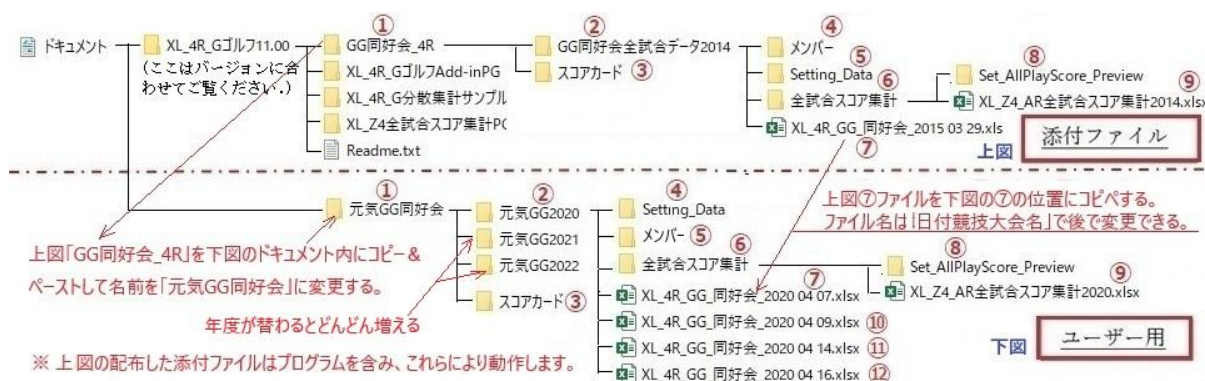 ① ② ④
ドキュメント XL_4R_Gゴルフ11.00 GG同好会_4R GG同好会全試合データ2014 メンバー ⑧
(ここはバージョンに合わせてご覧ください.) XL_4R_GゴルフAdd-inPG スコアカード ③ Setting_Data ⑤ Set_AllPlayScore_Preview ⑨
XL_4R_G分散集計サンプル 全試合スコア集計 ⑥ XL_Z4_AR全試合スコア集計2014.xlsx
XL_Z4全試合スコア集計PC XL_4R_GG_同好会_2015 03 29.xls
Readme.txt ⑦ 上図 添付ファイル
① ② ④
元気GG同好会 元気GG2020 Setting_Data
元気GG2021 メンバー ⑤
元気GG2022 全試合スコア集計 ⑥
スコアカード ③
上図⑦ファイルを下図の⑦の位置にコピペする。
ファイル名は「日付競技大会名」で後で変更できる。
⑧
Set_AllPlayScore_Preview ⑨
XL_Z4_AR全試合スコア集計2020.xlsx
上図「GG同好会_4R」を下図のドキュメント内にコピー&
ペーストして名前を「元気GG同好会」に変更する。
年度が替わるとどんどん増える
⑦
XL_4R_GG_同好会_2020 04 07.xlsx
XL_4R_GG_同好会_2020 04 09.xlsx ⑩
XL_4R_GG_同好会_2020 04 14.xlsx ⑪
XL_4R_GG_同好会_2020 04 16.xlsx ⑫
下図 ユーザー用
※ 上図の配布した添付ファイルはプログラムを含み、これらにより動作します。